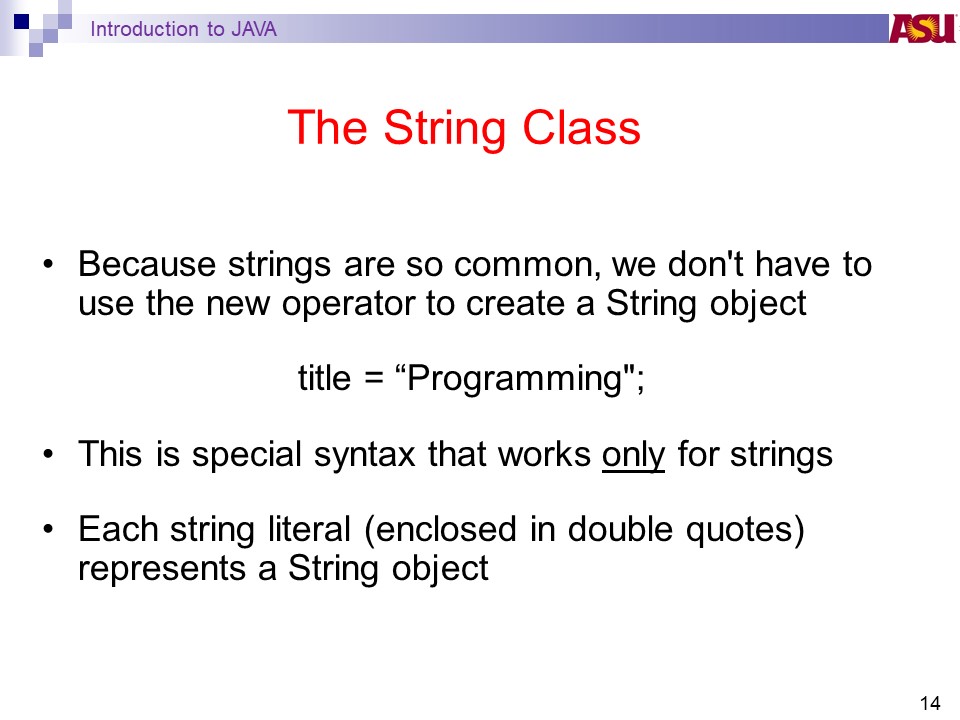 Introduction to JAVA
ASU
The String Class
• Because strings are so common, we don't have to
use the new operator to create a String object
title = “Programming";
• This is special syntax that works only for strings
• Each string literal (enclosed in double quotes)
represents a String object
14